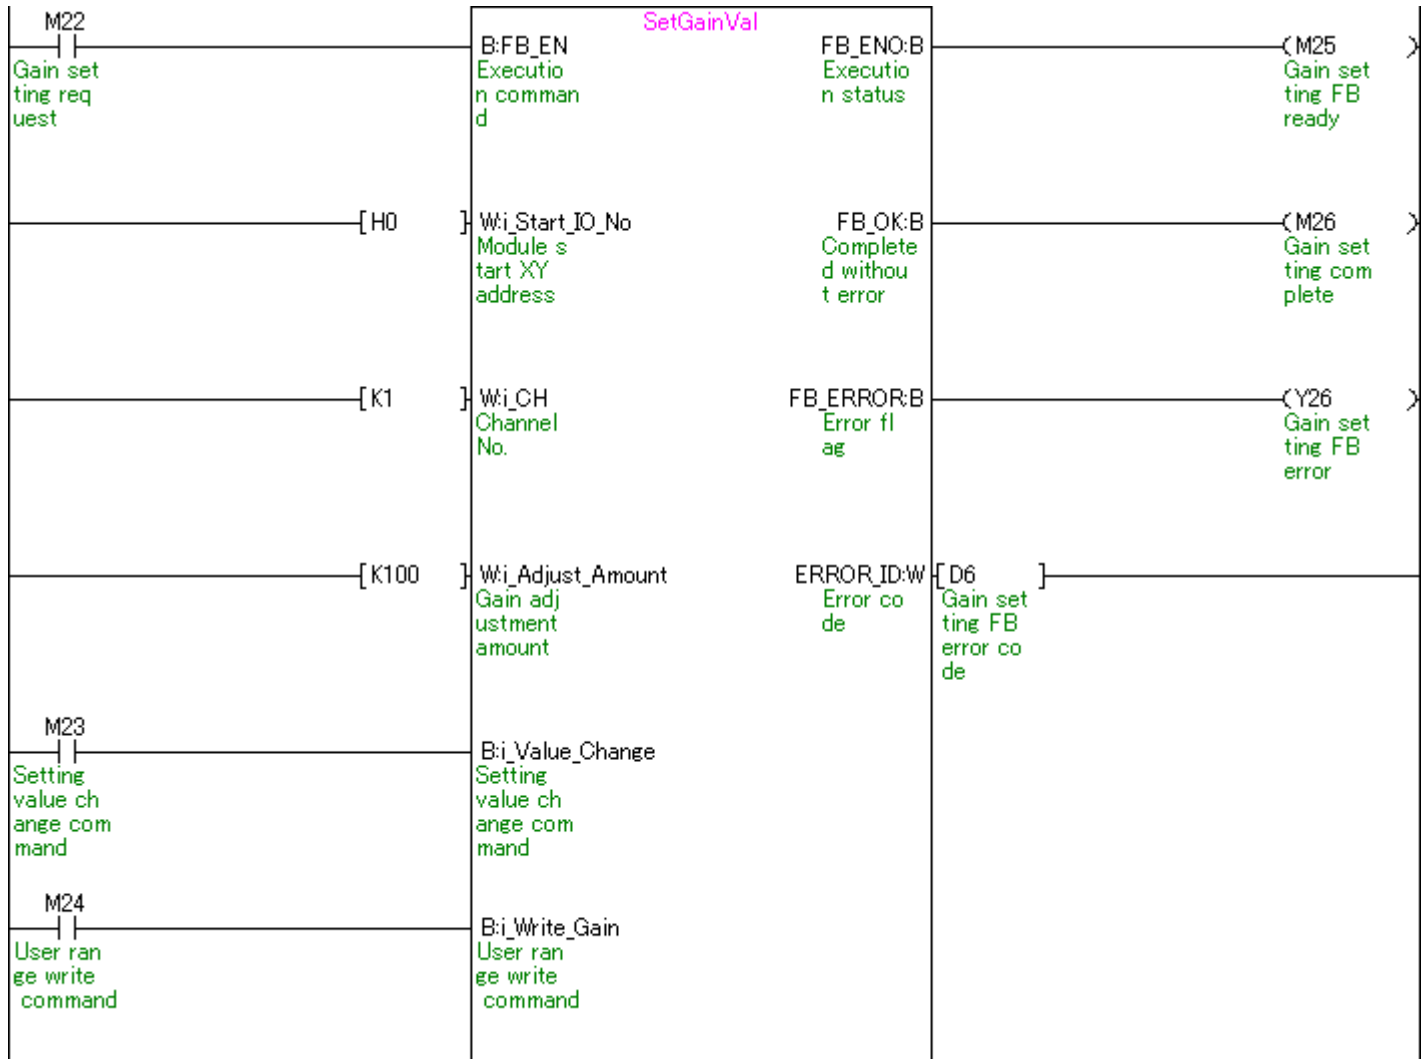 M22
SetGainVal
B:FB_EN
FB_ENO:B
M25
Gain set
ting req
uest
Executio
n comman
d
Executio
n status
Gain set
ting FB
ready
H0
W:i_Start_IO_No
FB_OK:B
M26
Module s
tart XY
address
Complete
d withou
t error
Gain set
ting com
plete
K1
W:i_CH
FB_ERROR:B
Y26
Channel
No.
Error fl
ag
Gain set
ting FB
error
K100
W:i_Adjust_Amount
ERROR_ID:W
D6
Gain adj
ustment
amount
Error co
de
Gain set
ting FB
error co
de
M23
B:i_Value_Change
Setting
value ch
ange com
mand
Setting
value ch
ange com
mand
M24
B:i_Write_Gain
User ran
ge write
command
User ran
ge write
command